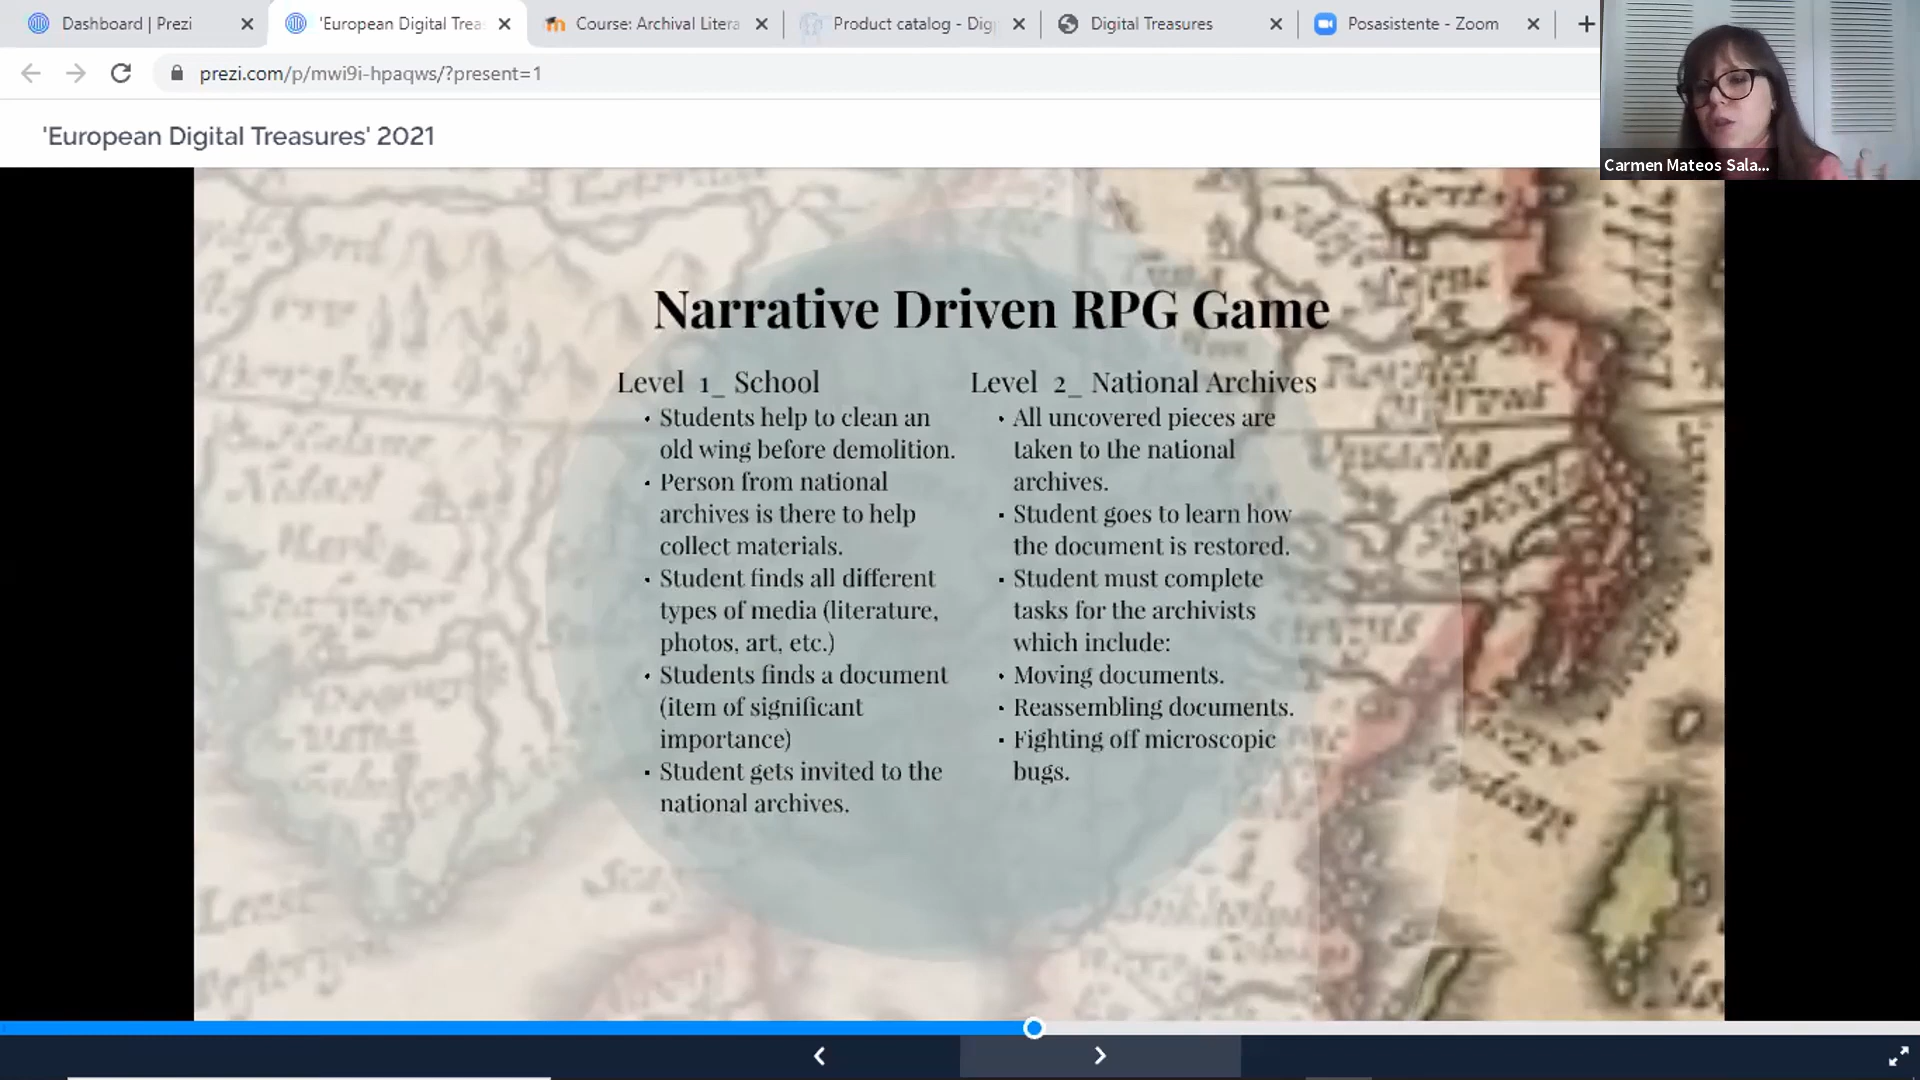 Dashboard | Prezi
'European Digital Treas
Course: Archival Litera
Product catalog - Dig
Digital Treasures
Posasistente - Zoom
prezi.com/p/mwi9i-hpaqws/?present=1
'European Digital Treasures' 2021
Carmen Mateos Sala...
Narrative Driven RPG Game
Level 1_ School
• Students help to clean an
old wing before demolition.
• Person from national
archives is there to help
collect materials.
• Student finds all different
types of media (literature,
photos, art, etc.)
• Students finds a document
(item of significant
importance)
• Student gets invited to the
national archives.
Level 2_ National Archives
• All uncovered pieces are
taken to the national
archives.
• Student goes to learn how
the document is restored.
• Student must complete
tasks for the archivists
which include:
• Moving documents.
• Reassembling documents.
• Fighting off microscopic
bugs.